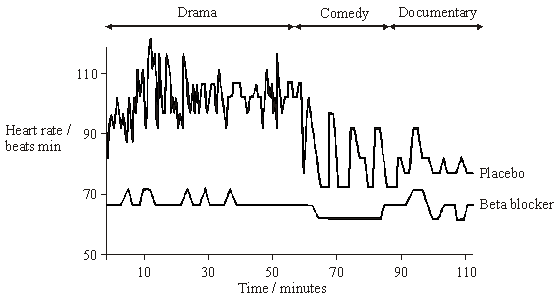 Drama Comedy Documentary
110
Heart rate /
beats min
90
Placebo
70
Beta blocker
50
10 30 50 70 90 110
Time / minutes